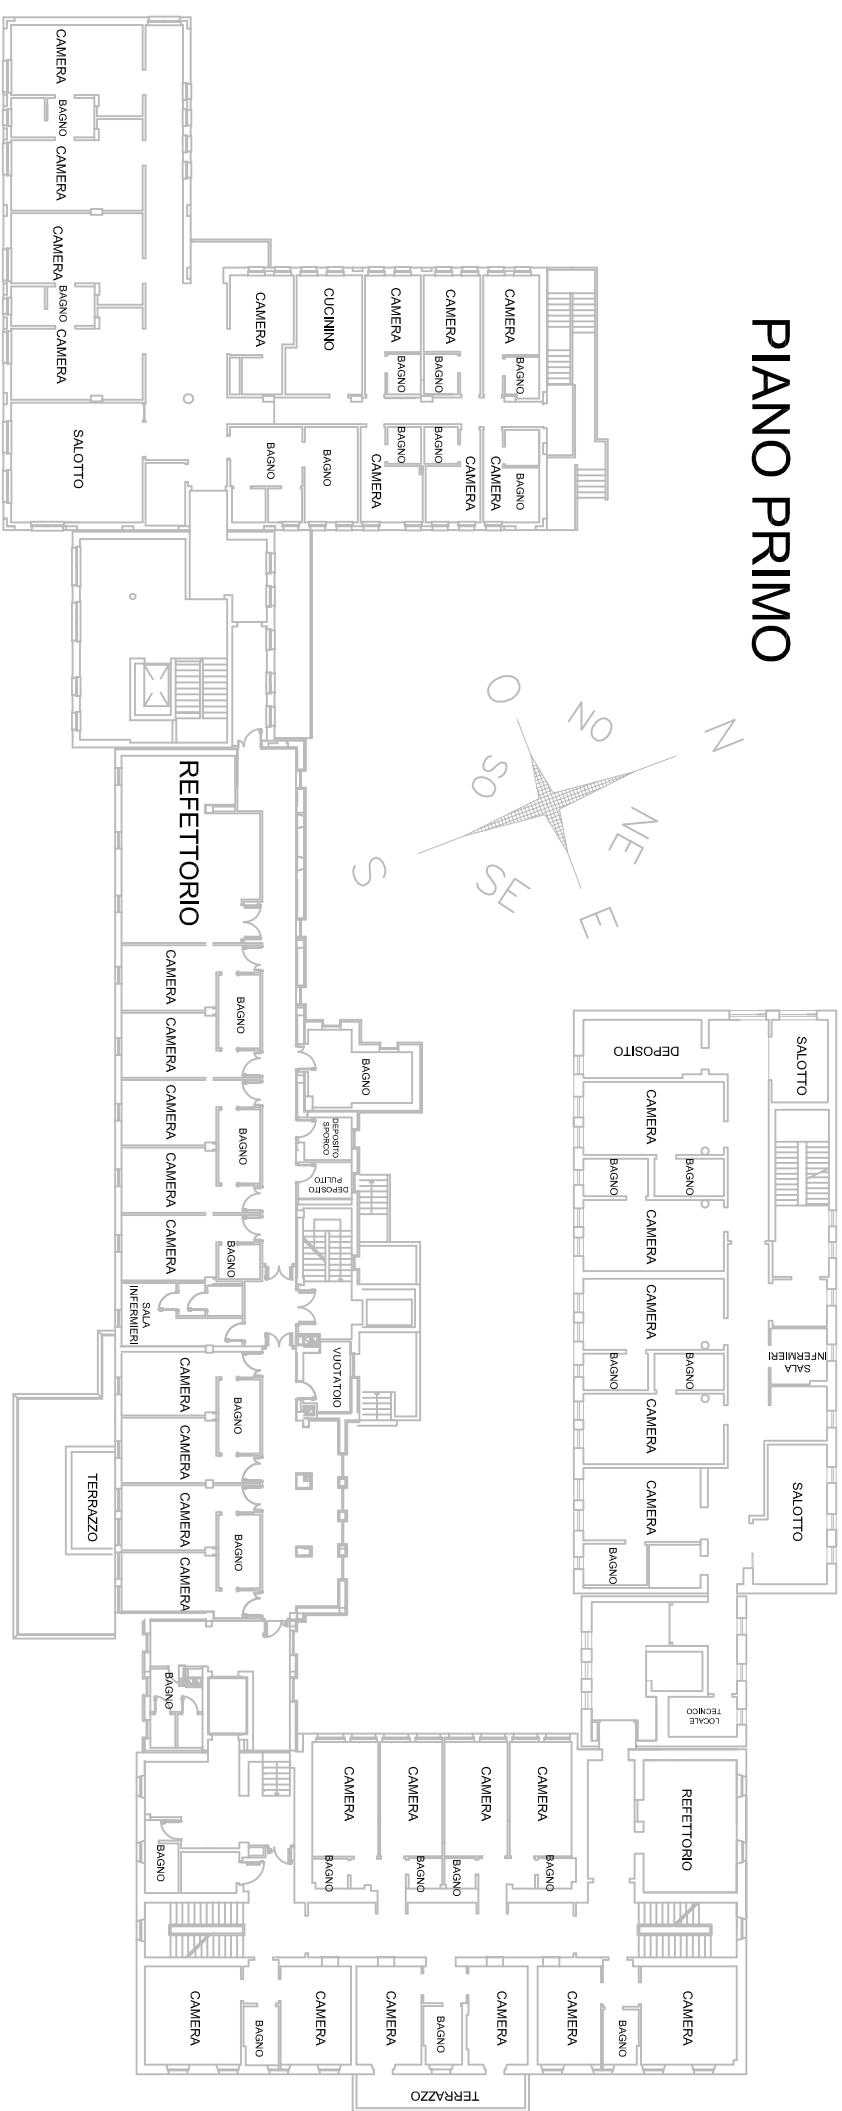 PIANO PRIMO
CAMERA
BAGNO
CAMERA
CAMERA
BAGNO
CAMERA
SALOTTO
CAMERA
CUCININO
CAMERA
CAMERA
CAMERA
BAGNO
BAGNO
BAGNO
BAGNO
BAGNO
CAMERA
BAGNO
BAGNO
CAMERA
CAMERA
BAGNO
O
NO
N
SO
NE
S
SE
E
REFETTORIO
CAMERA
BAGNO
CAMERA
CAMERA
BAGNO
CAMERA
CAMERA
BAGNO
BAGNO
DEPOSITO
SPORCO
DEPOSITO
PULITO
SALA
INFERMIERI
VUOTATOIO
CAMERA
BAGNO
CAMERA
CAMERA
BAGNO
CAMERA
TERRAZZO
BAGNO
BAGNO
DEPOSITO
SALOTTO
CAMERA
BAGNO
BAGNO
CAMERA
CAMERA
SALA
INFERMIERI
BAGNO
BAGNO
CAMERA
CAMERA
SALOTTO
BAGNO
LOCALE
TECNICO
REFETTORIO
CAMERA
CAMERA
CAMERA
CAMERA
BAGNO
BAGNO
BAGNO
BAGNO
CAMERA
BAGNO
CAMERA
CAMERA
BAGNO
CAMERA
CAMERA
BAGNO
CAMERA
TERRAZZO